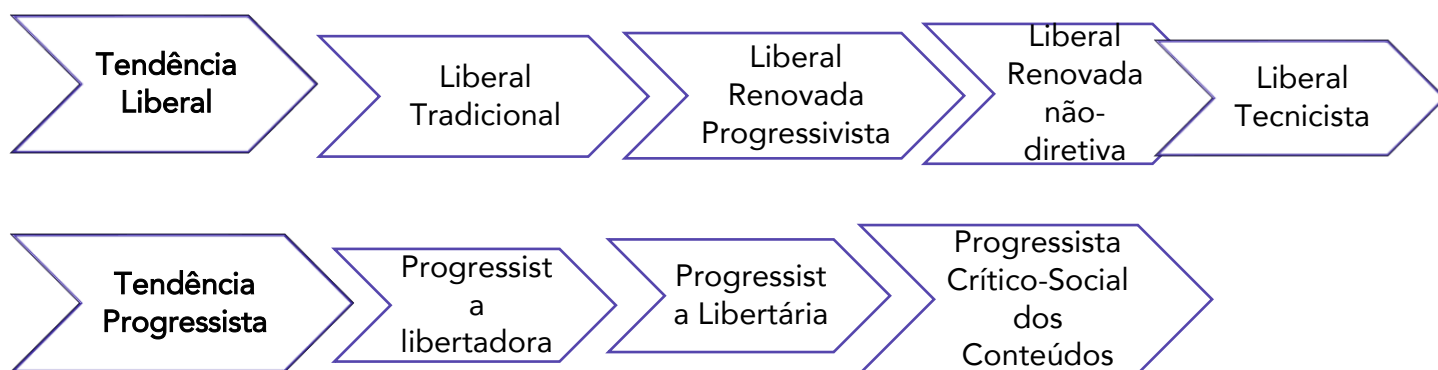 Tendência
Liberal
Liberal
Tradicional
Liberal
Renovada
Progressivista
Liberal
Renovada
não-
diretiva
Liberal
Tecnicista
Tendência
Progressista
Progressist
a
libertadora
Progressist
a Libertária
Progressista
Crítico-Social
dos
Conteúdos